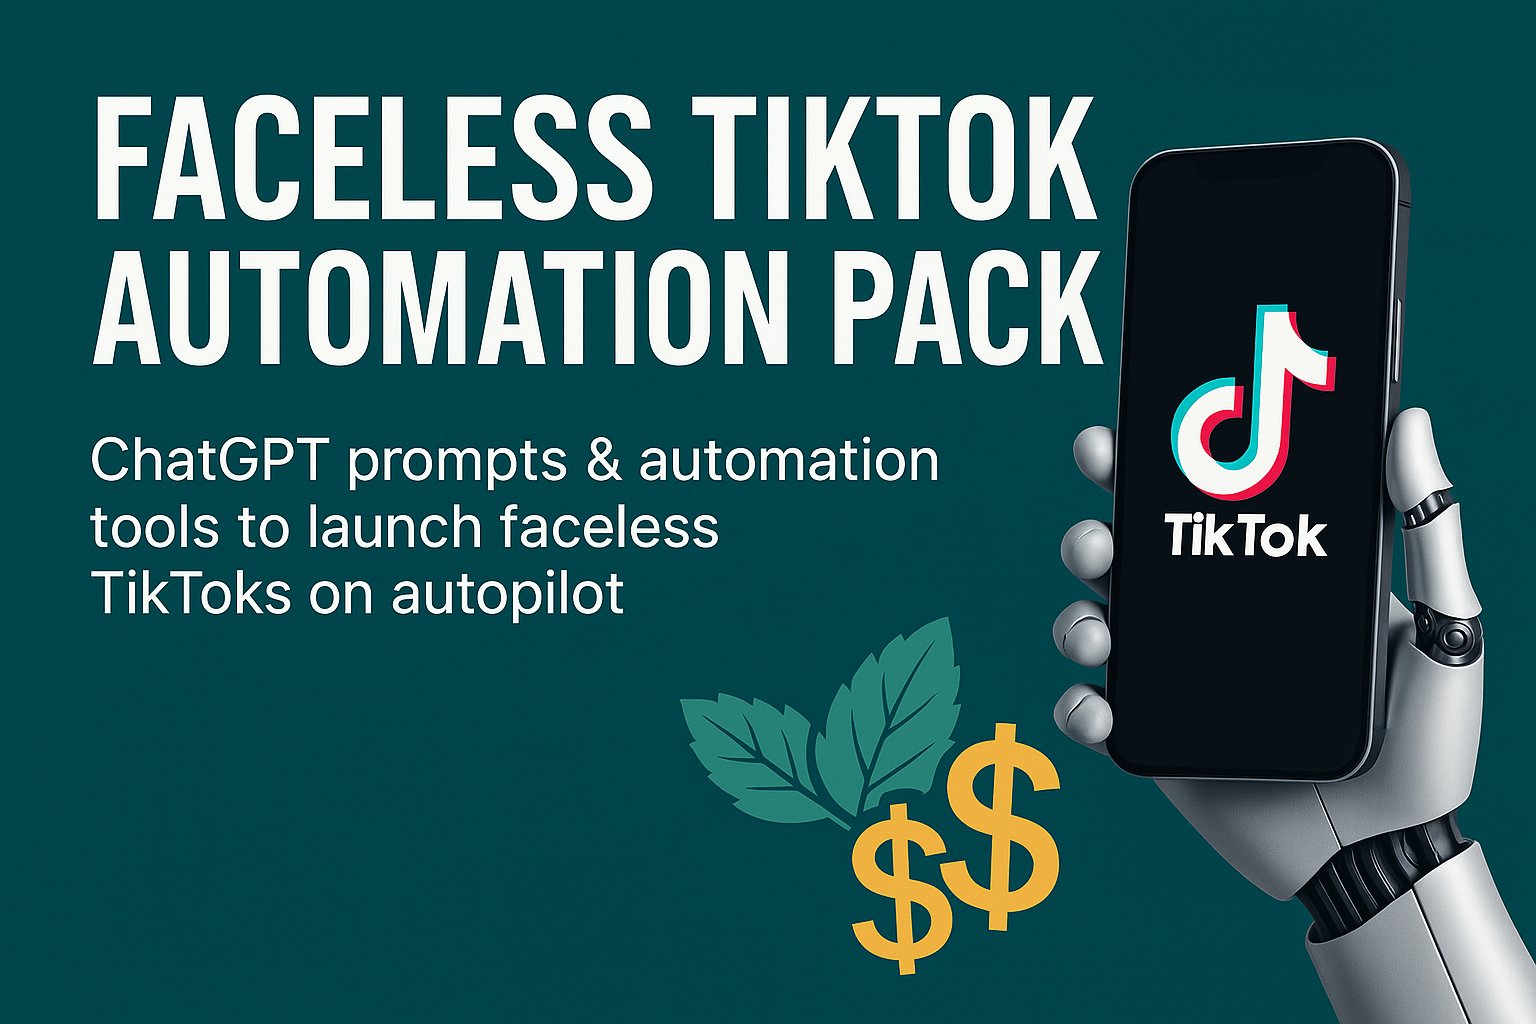 FACELESS TIKTOK
AUTOMATION PACK
ChatGPT prompts & automation
tools to launch faceless
TikToks on autopilot
TikTok
$$